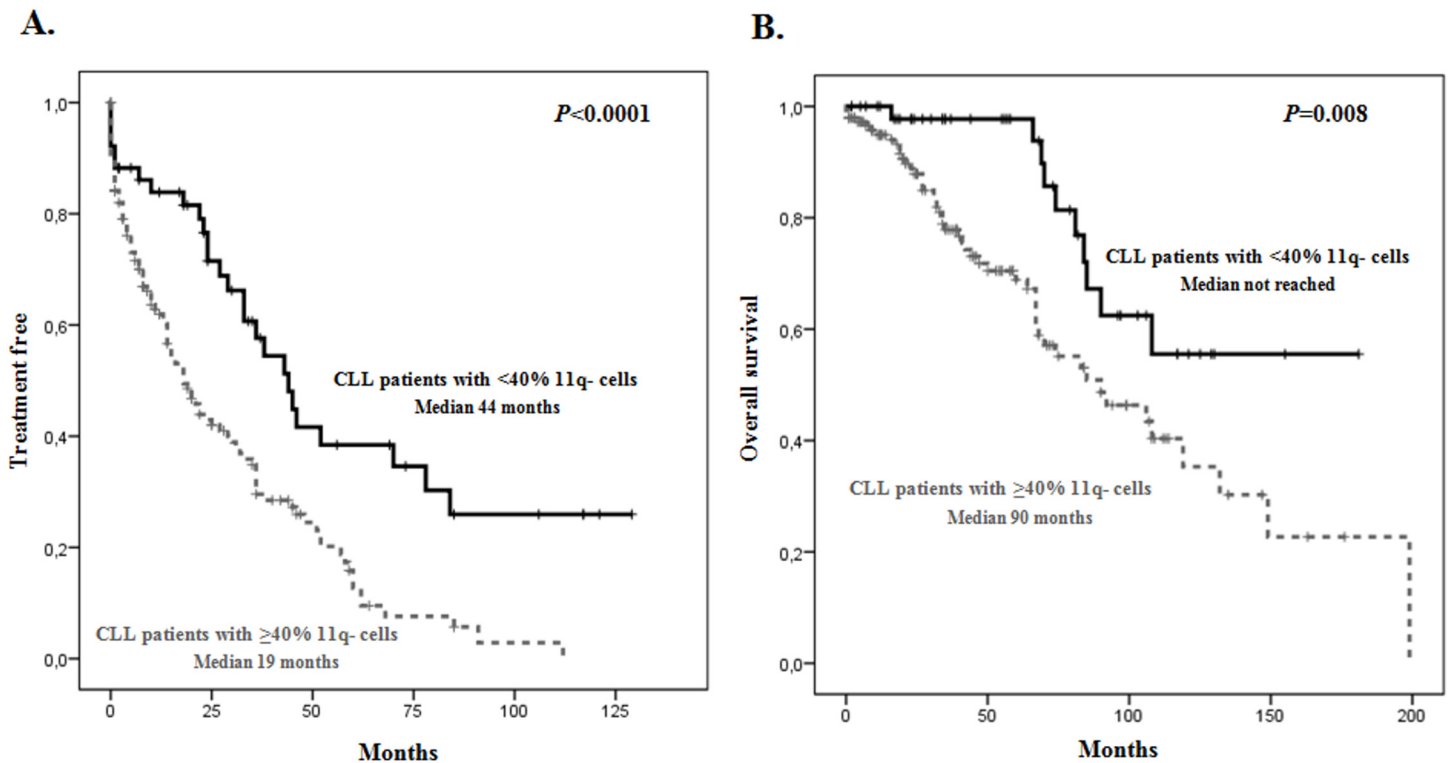 A.
P<0.0001
1,0
0,8
0,6
0,4
0,2
0,0
Treatment free
CLL patients with <40% 11q- cells
Median 44 months
CLL patients with ≥40% 11q- cells
Median 19 months
0 25 50 75 100 125
Months
B.
P=0.008
1,0
0,8
0,6
0,4
0,2
0,0
Overall survival
CLL patients with <40% 11q- cells
Median not reached
CLL patients with ≥40% 11q- cells
Median 90 months
0 50 100 150 200
Months